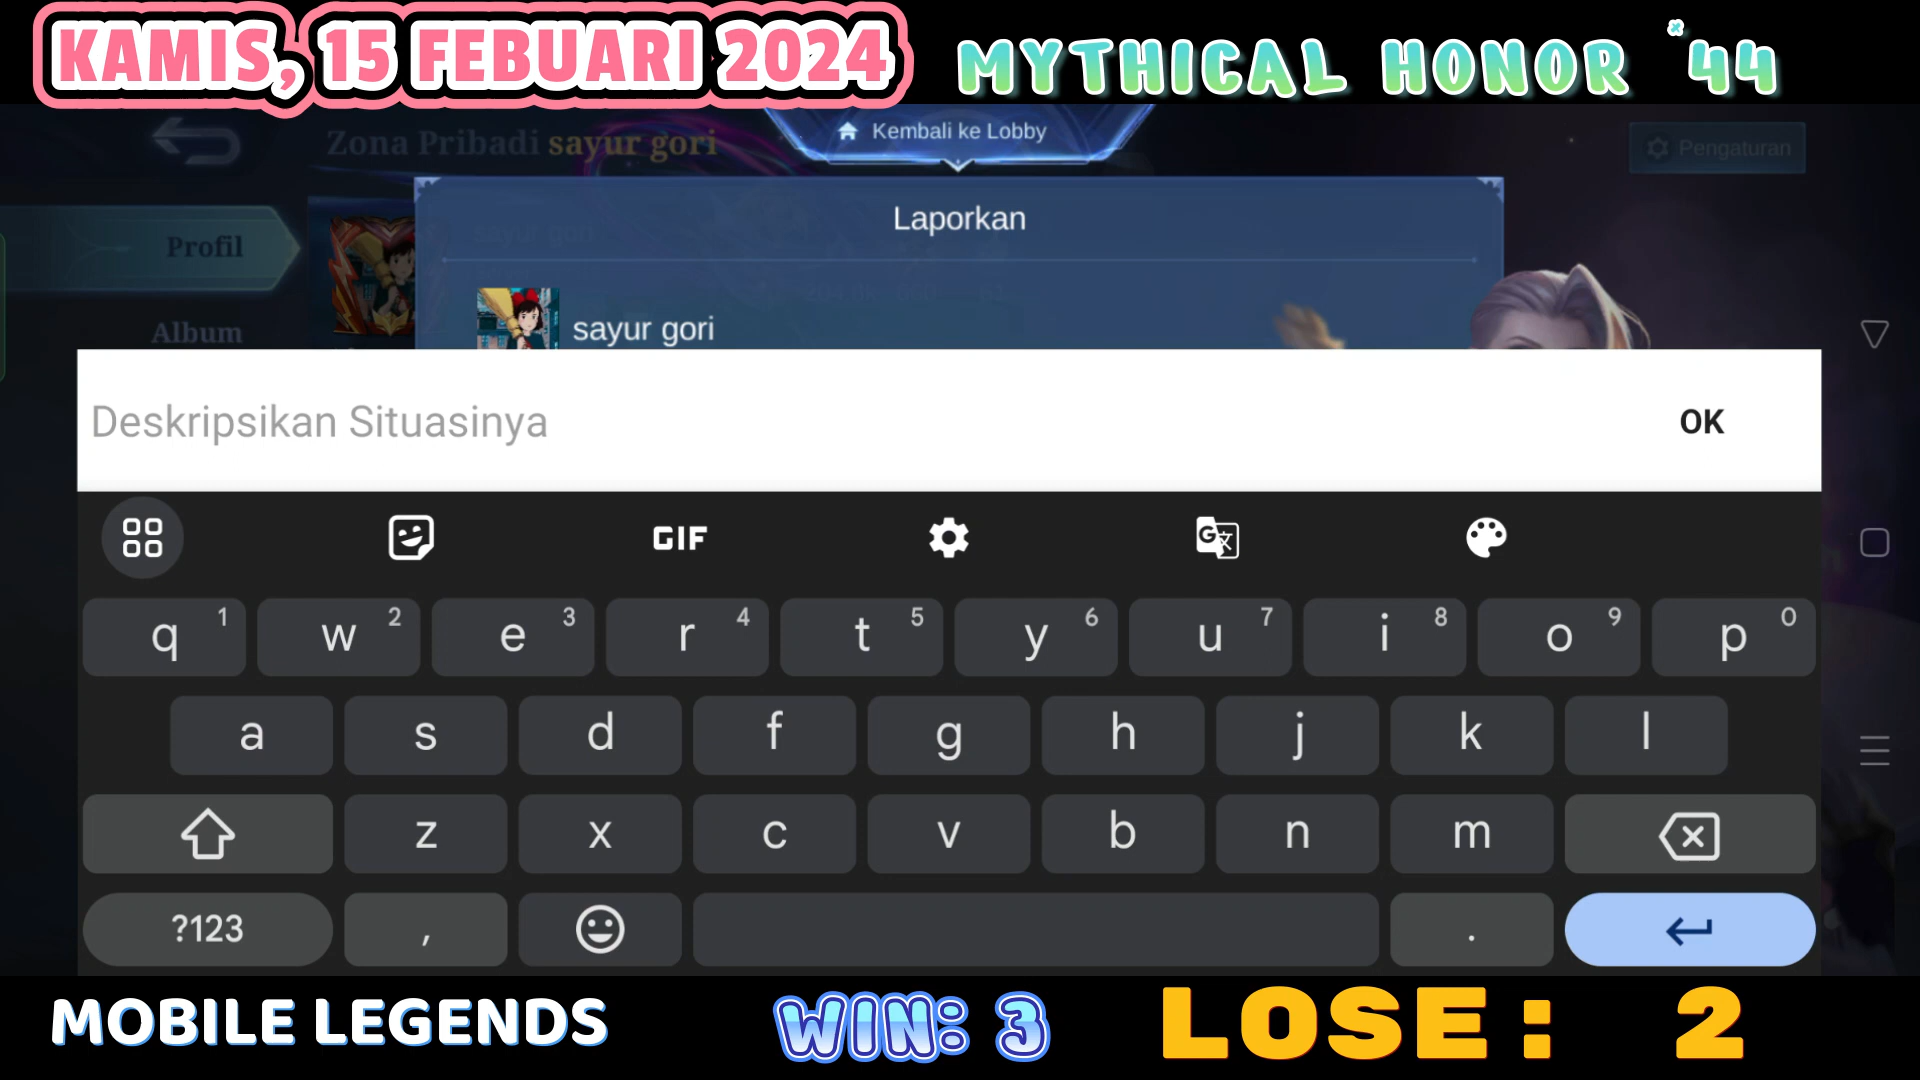 KAMIS, 15 FEBUARI 2024
MYTHICAL HONOR *44
Zona Pribadi sayur gori
Kembali ke Lobby
Pengaturan
Laporkan
Profil
sayur gori
Album
Deskripsikan Situasinya
OK
GIF
q 1 w 2 e 3 r 4 t 5 y 6 u 7 i 8 o 9 p 0
a s d f g h j k l
z x c v b n m
?123 , .
MOBILE LEGENDS
WIN: 3
LOSE: 2